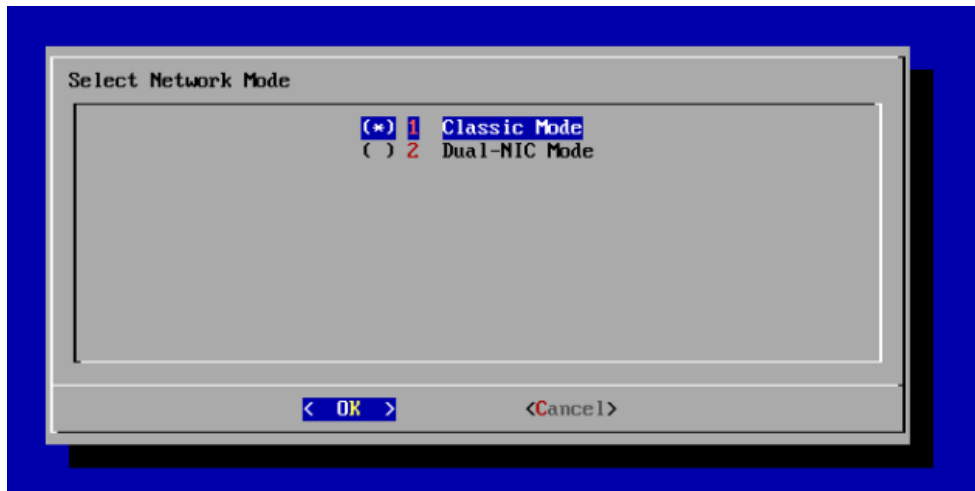 Select Network Mode
(*) 1 Classic Mode
( ) 2 Dual-NIC Mode
< OK > <Cancel>